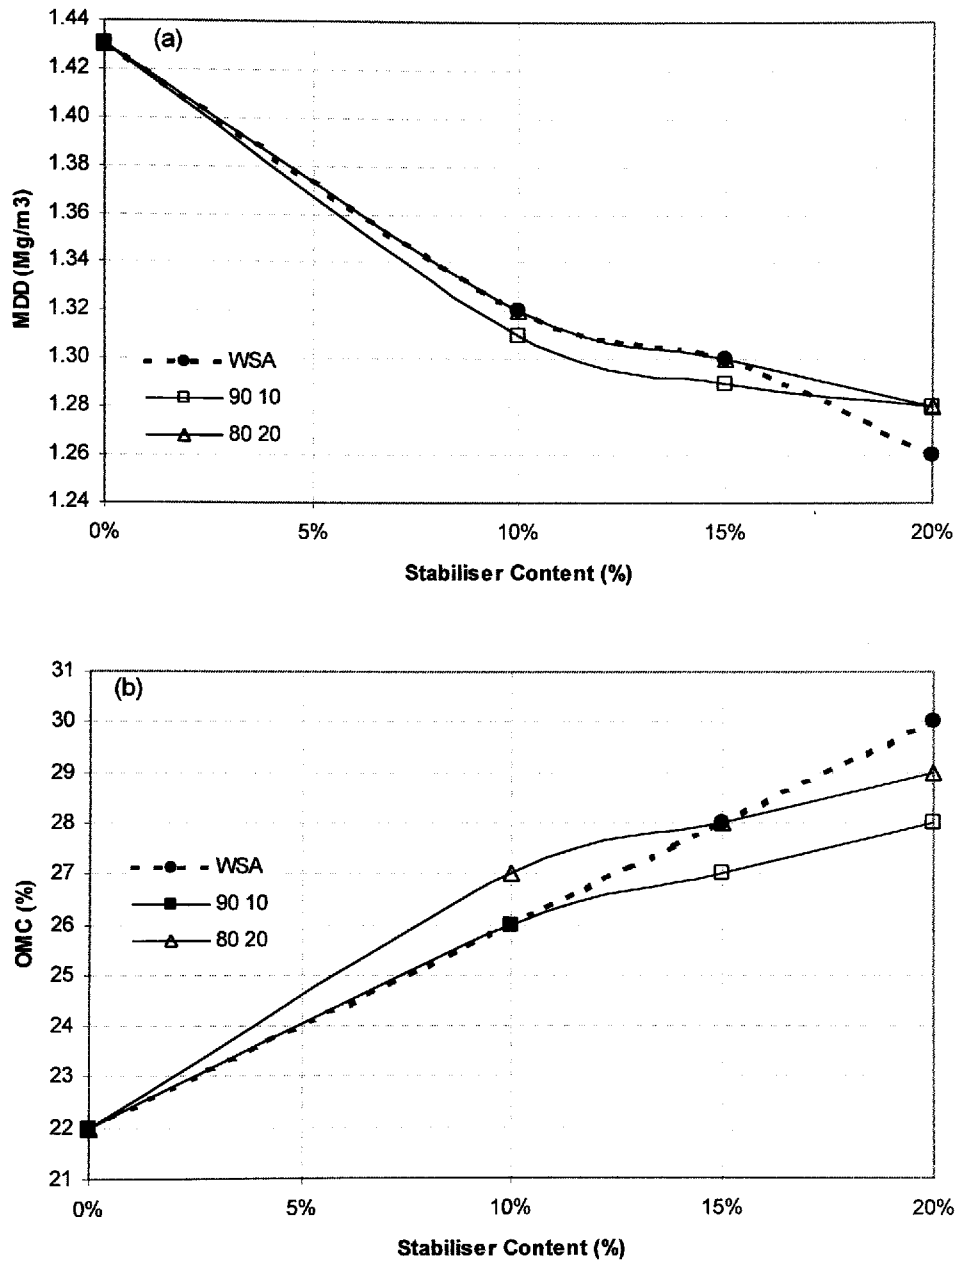 (a)
1.44
1.42
1.40
1.38
1.36
1.34
1.32
1.30
1.28
1.26
1.24
MDD (Mg/m3)
WSA
90 10
80 20
0% 5% 10% 15% 20%
Stabiliser Content (%)
(b)
31
30
29
28
27
26
25
24
23
22
21
OMC (%)
WSA
90 10
80 20
0% 5% 10% 15% 20%
Stabiliser Content (%)